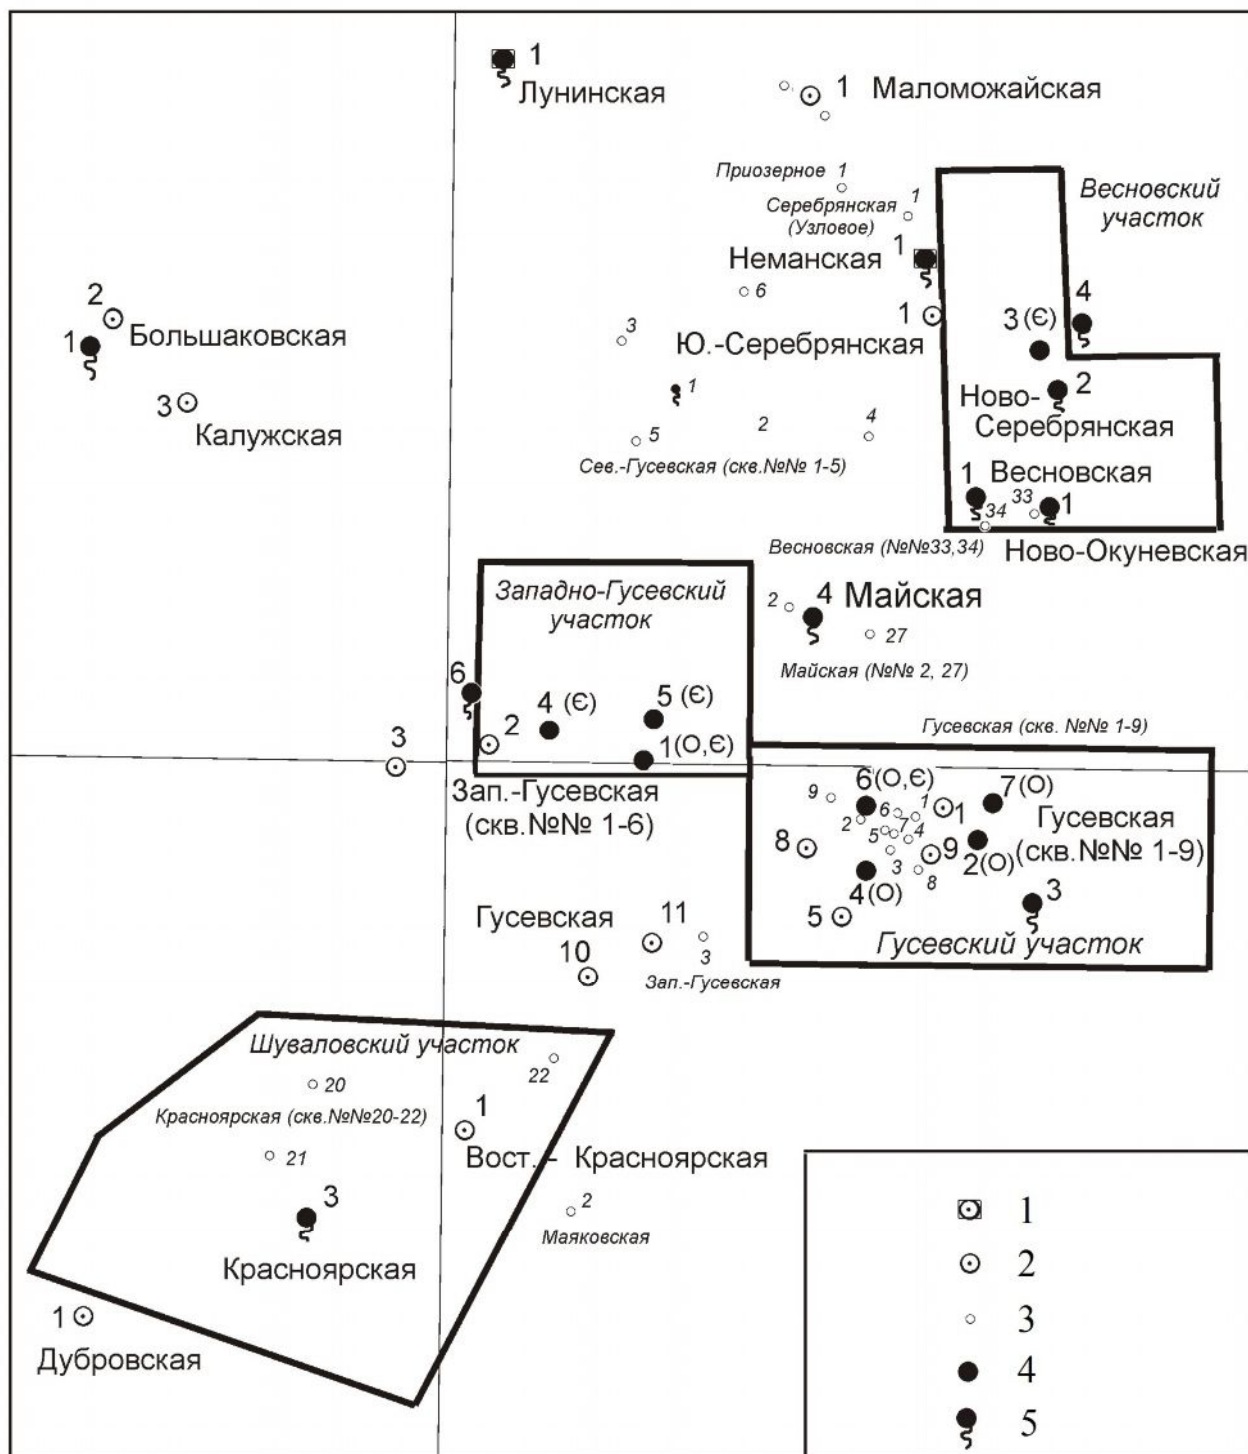 1
Лунинская
1 Маломожайская
Приозерное 1
Серебрянская 1
(Узловое)
Весновский
участок
1
Неманская
6
2
Большаковская
1
3
Ю.-Серебрянская
1
3 (Є)
4
3
Калужская
1
2
Ново-
Серебрянская
5
2
4
Сев.-Гусевская (скв.№№ 1-5)
1 Весновская
33
1
34
Весновская (№№33,34)
Ново-Окуневская
Западно-Гусевский
участок
2
4 Майская
27
Майская (№№ 2, 27)
6
4 (Є)
5 (Є)
2
1(О,Є)
3
Зап.-Гусевская
(скв.№№ 1-6)
Гусевская (скв. №№ 1-9)
9
6(О,Є)
6
1
1
7(О)
2
5
7
4
Гусевская
(скв.№№ 1-9)
8
3
9
2(О)
4(О)
8
3
5
Гусевский участок
Гусевская
11
10
3
Зап.-Гусевская
Шуваловский участок
22
20
Красноярская (скв.№№20-22)
1
21
Вост. - Красноярская
3
2
Маяковская
Красноярская
1
Дубровская
1
2
3
4
5